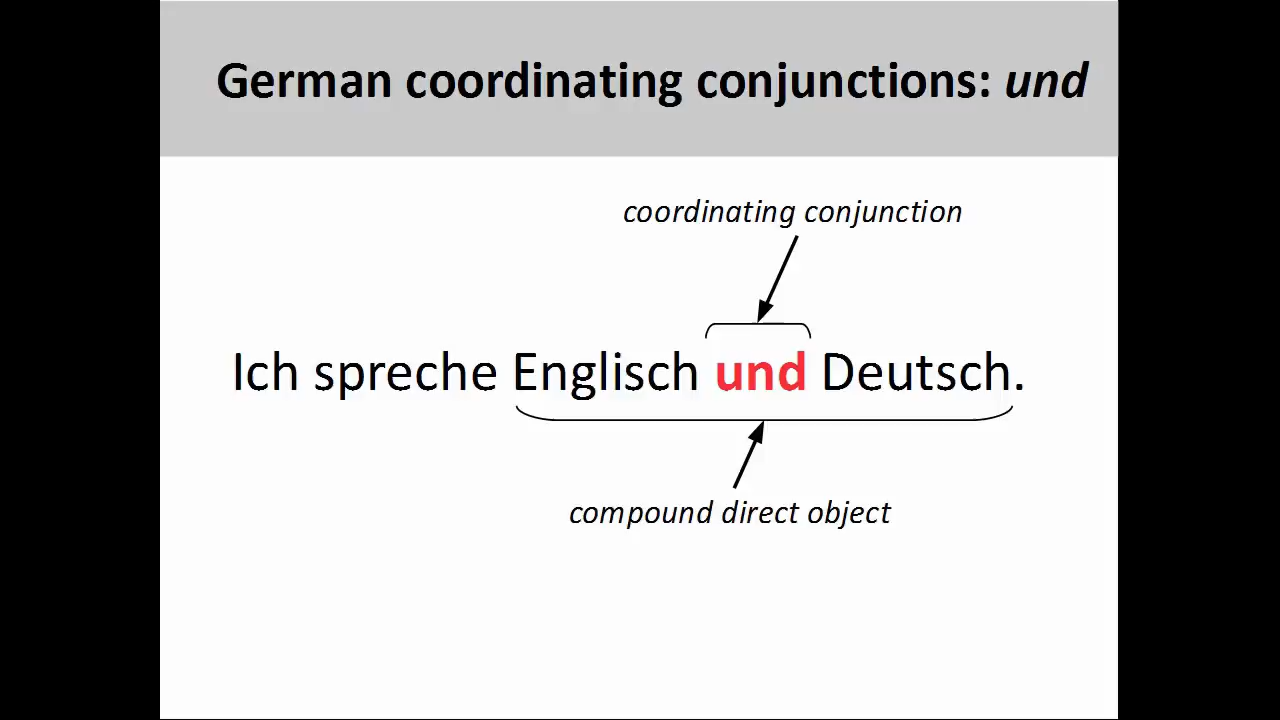 German coordinating conjunctions: und
coordinating conjunction
Ich spreche Englisch und Deutsch.
compound direct object